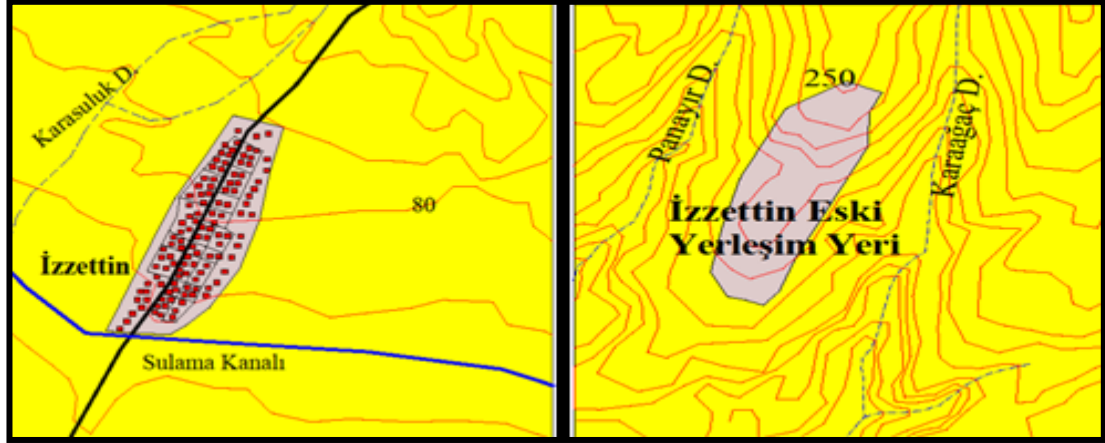 Karasuluk D.
80
İzzettin
Sulama Kanalı
250
Panayır D.
Karaağaç D.
İzzettin Eski
Yerleşim Yeri